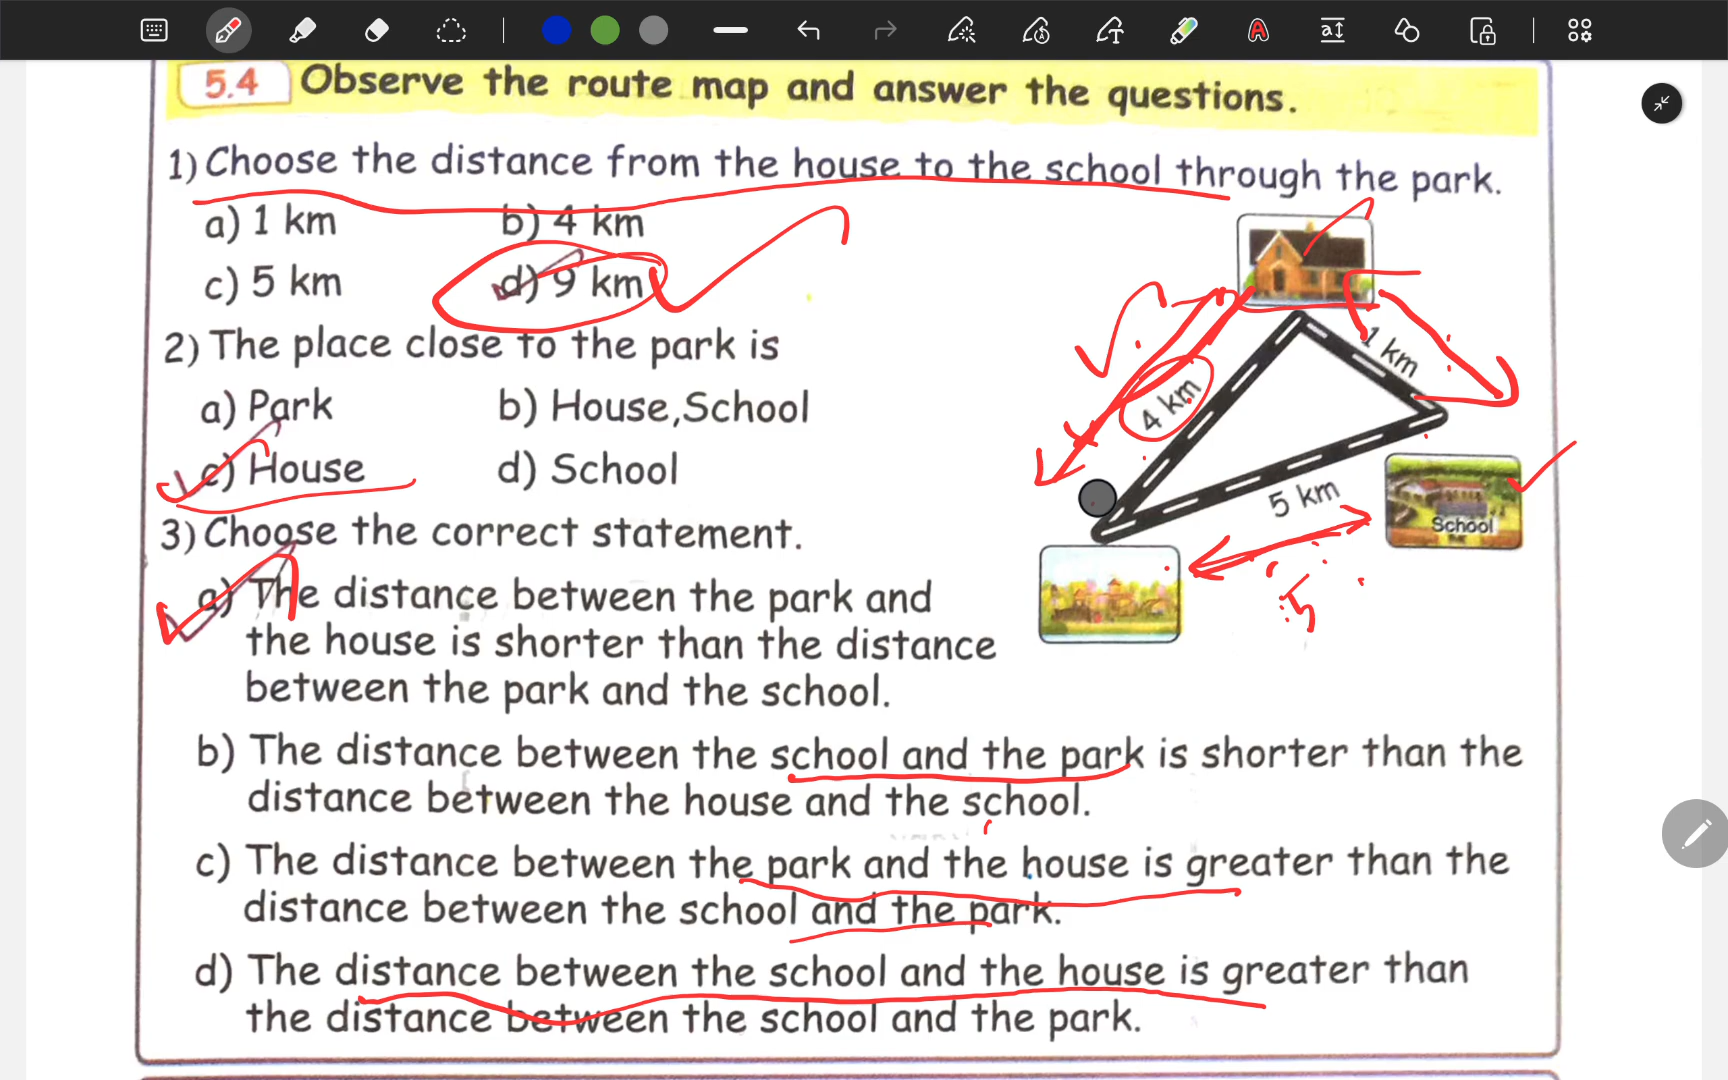 5.4 Observe the route map and answer the questions.
1) Choose the distance from the house to the school through the park.
a) 1 km b) 4 km
c) 5 km d) 9 km
2) The place close to the park is
a) Park b) House,School
c) House d) School
3) Choose the correct statement.
a) The distance between the park and
the house is shorter than the distance
between the park and the school.
b) The distance between the school and the park is shorter than the
distance between the house and the school.
c) The distance between the park and the house is greater than the
distance between the school and the park.
d) The distance between the school and the house is greater than
the distance between the school and the park.
1 km
4 km
5 km
School
5